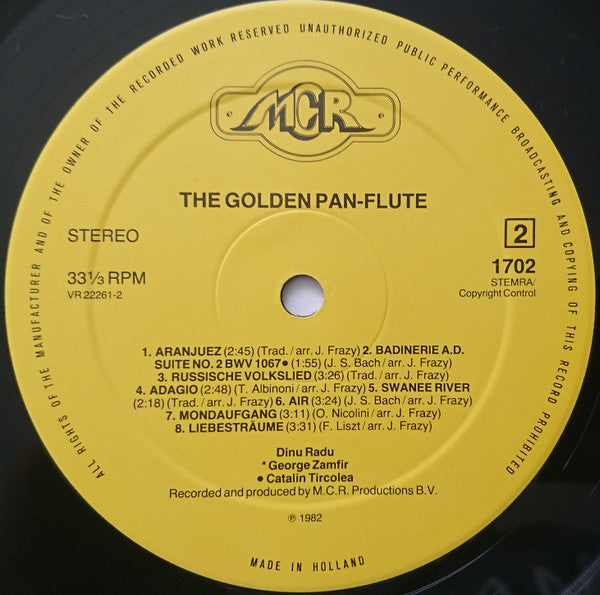 ALL RIGHTS OF THE MANUFACTURER AND OF THE OWNER OF THE RECORDED WORK RESERVED UNAUTHORIZED PUBLIC PERFORMANCE BROADCASTING AND COPYING OF THIS RECORD PROHIBITED
MCR
THE GOLDEN PAN-FLUTE
STEREO
2
33⅓ RPM
VR 22261-2
1702
STEMRA/
Copyright Control
1. ARANJUEZ (2:45) (Trad. / arr. J. Frazy) 2. BADINERIE A.D.
SUITE NO. 2 BWV 1067● (1:55) (J. S. Bach / arr. J. Frazy)
3. RUSSISCHE VOLKSLIED (3:26) (Trad. / arr. J. Frazy)
4. ADAGIO (2:48) (T. Albinoni / arr. J. Frazy) 5. SWANEE RIVER
(2:18) (Trad. / arr. J. Frazy) 6. AIR (3:24) (J. S. Bach / arr. J. Frazy)
7. MONDAUFGANG (3:11) (O. Nicolini / arr. J. Frazy)
8. LIEBESTRÄUME (3:31) (F. Liszt / arr. J. Frazy)
Dinu Radu
* George Zamfir
● Catalin Tircolea
Recorded and produced by M.C.R. Productions B.V.
℗ 1982
MADE IN HOLLAND